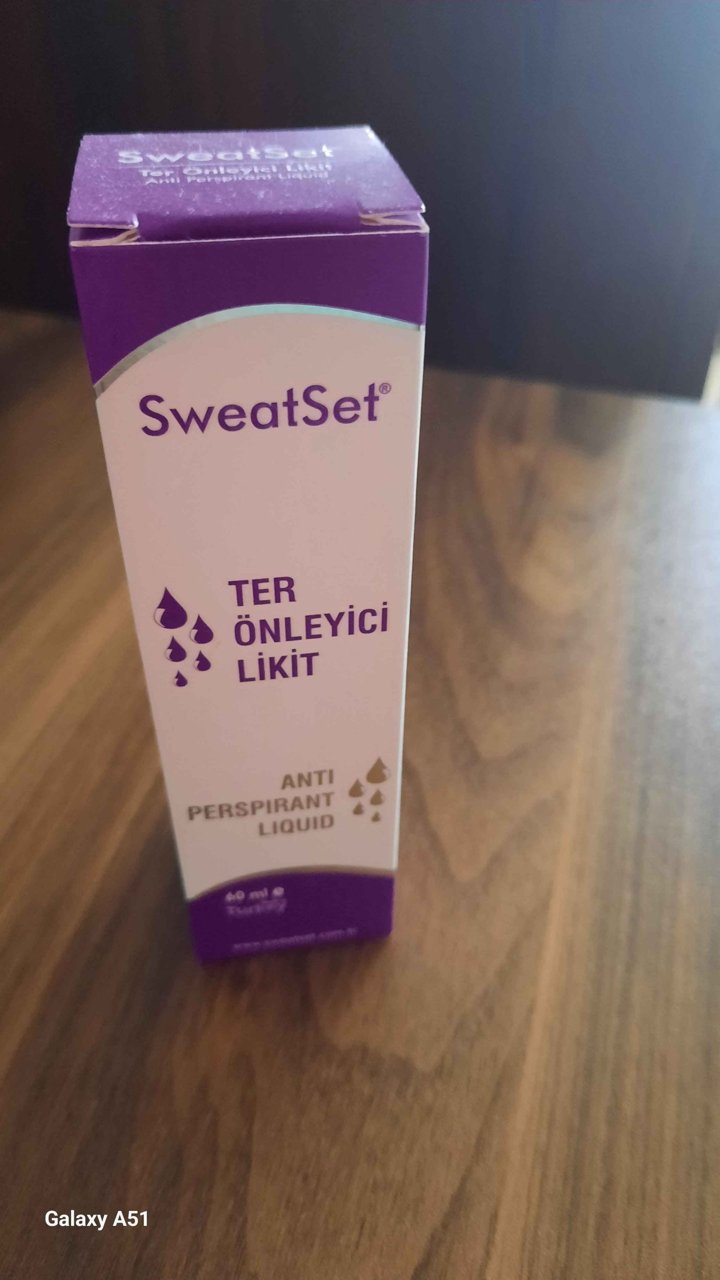 SweatSet
Ter Önleyici Likit
Anti Perspirant Liquid
SweatSet®
TER
ÖNLEYİCİ
LİKİT
ANTI
PERSPIRANT
LIQUID
60 ml e
Galaxy A51